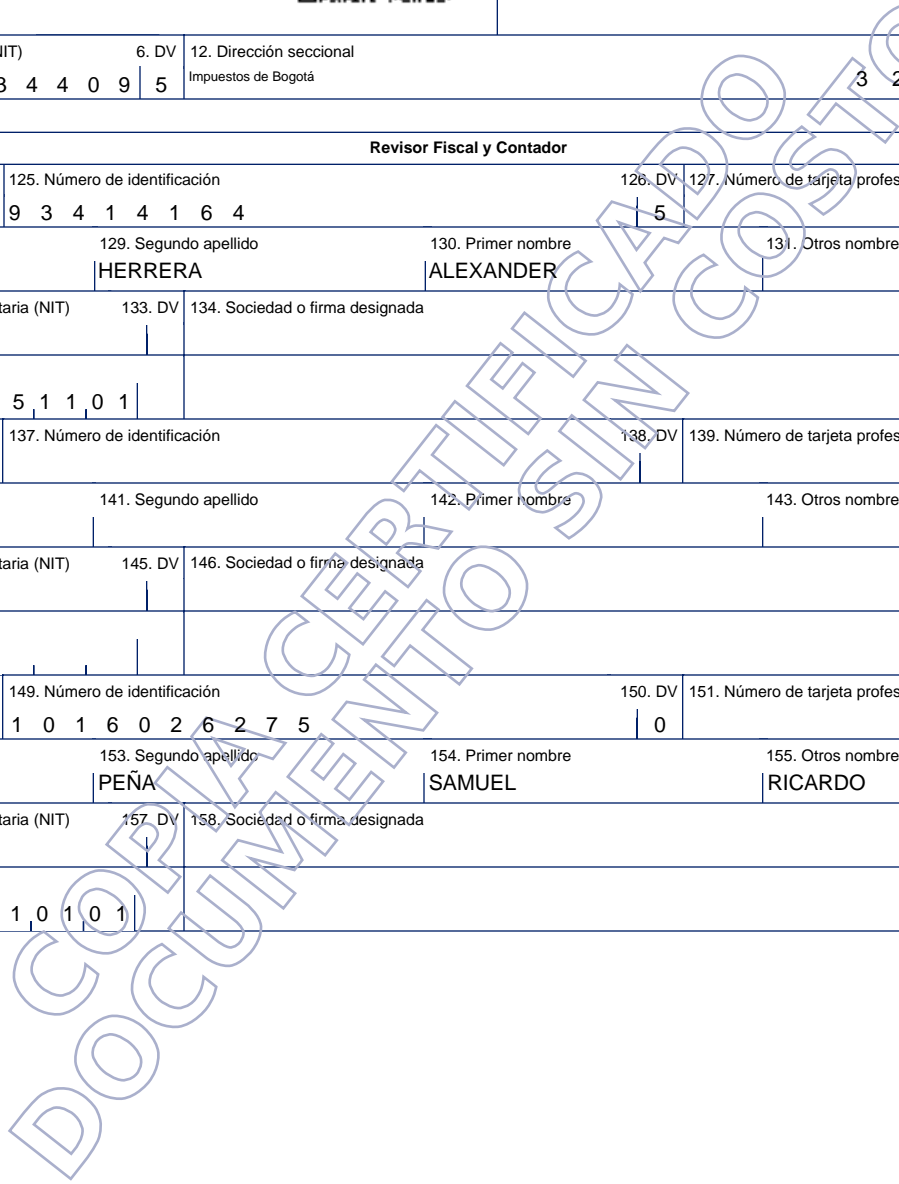 6. DV 12. Dirección seccional
4 4 0 9 5 Impuestos de Bogotá 3 2
Revisor Fiscal y Contador
125. Número de identificación 126. DV 127. Número de tarjeta profes
9 3 4 1 4 1 6 4 5
129. Segundo apellido 130. Primer nombre 131. Otros nombre
HERRERA ALEXANDER
taria (NIT) 133. DV 134. Sociedad o firma designada
5 1 1 0 1
137. Número de identificación 138. DV 139. Número de tarjeta profes
141. Segundo apellido 142. Primer nombre 143. Otros nombre
taria (NIT) 145. DV 146. Sociedad o firma designada
149. Número de identificación 150. DV 151. Número de tarjeta profes
1 0 1 6 0 2 6 2 7 5 0
153. Segundo apellido 154. Primer nombre 155. Otros nombre
PEÑA SAMUEL RICARDO
taria (NIT) 157. DV 158. Sociedad o firma designada
1 0 1 0 1
COPIA CERTIFICADO
DOCUMENTO SIN COSTO